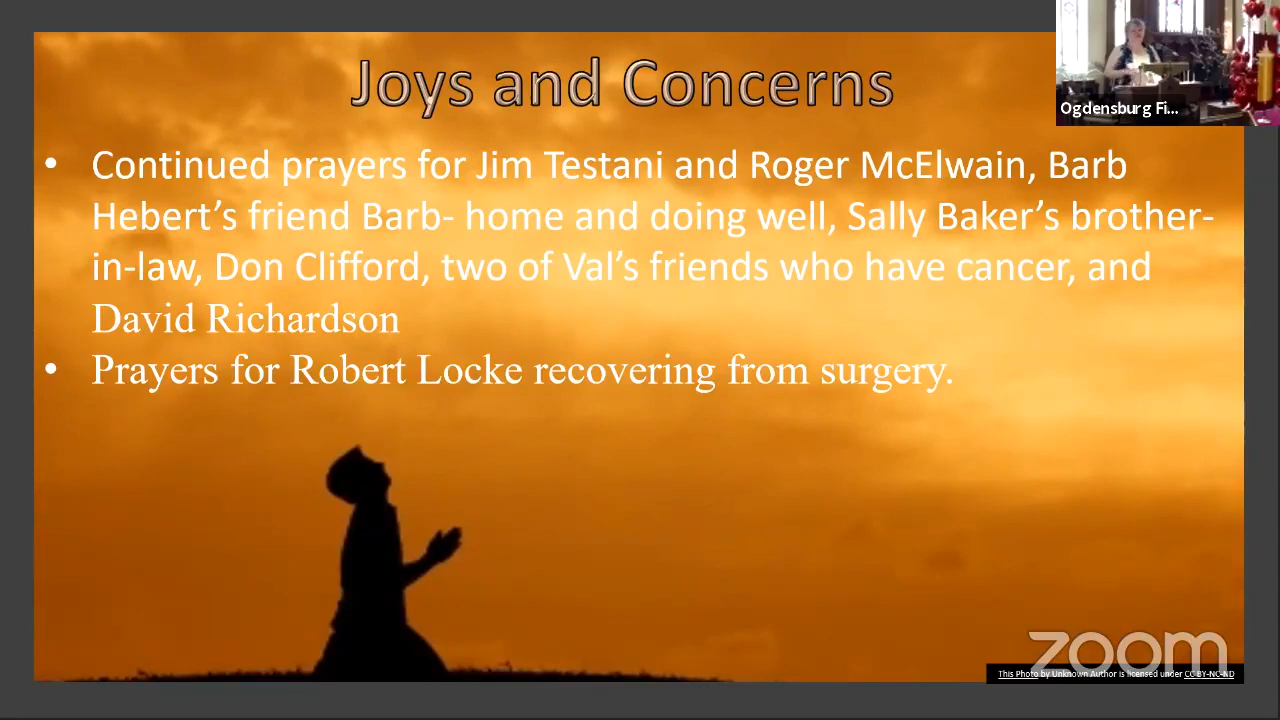 Joys and Concerns
Ogdensburg Fi...
• Continued prayers for Jim Testani and Roger McElwain, Barb
Hebert’s friend Barb- home and doing well, Sally Baker’s brother-
in-law, Don Clifford, two of Val’s friends who have cancer, and
David Richardson
• Prayers for Robert Locke recovering from surgery.
zoom
This Photo by Unknown Author is licensed under CC BY-NC-ND